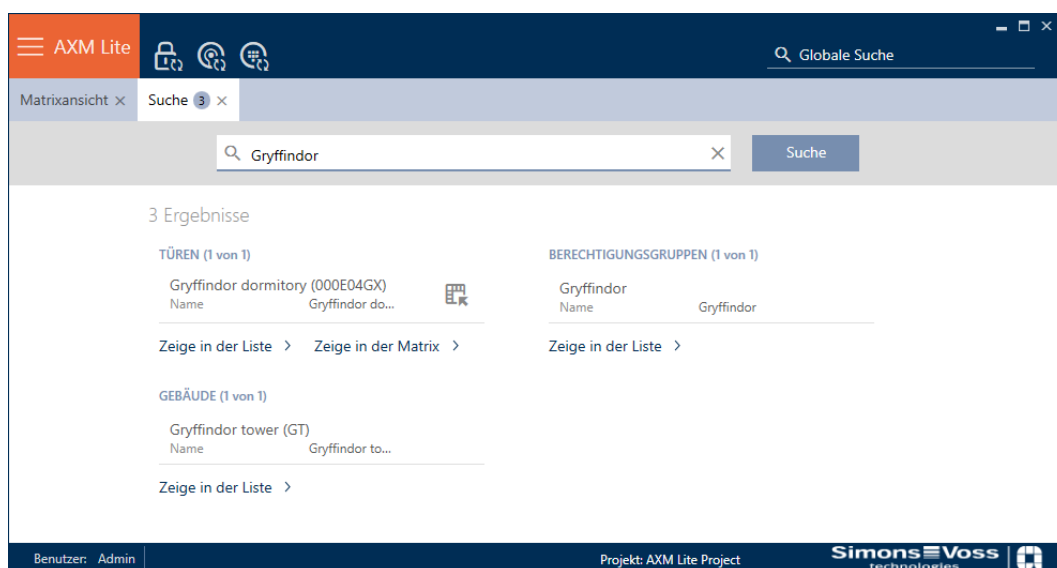 AXM Lite
Globale Suche
Matrixansicht
Suche 3
Gryffindor
Suche
3 Ergebnisse
TÜREN (1 von 1)
Gryffindor dormitory (000E04GX)
Name Gryffindor do...
Zeige in der Liste Zeige in der Matrix
BERECHTIGUNGSGRUPPEN (1 von 1)
Gryffindor
Name Gryffindor
Zeige in der Liste
GEBÄUDE (1 von 1)
Gryffindor tower (GT)
Name Gryffindor to...
Zeige in der Liste
Benutzer: Admin
Projekt: AXM Lite Project
Simons Voss
technologies